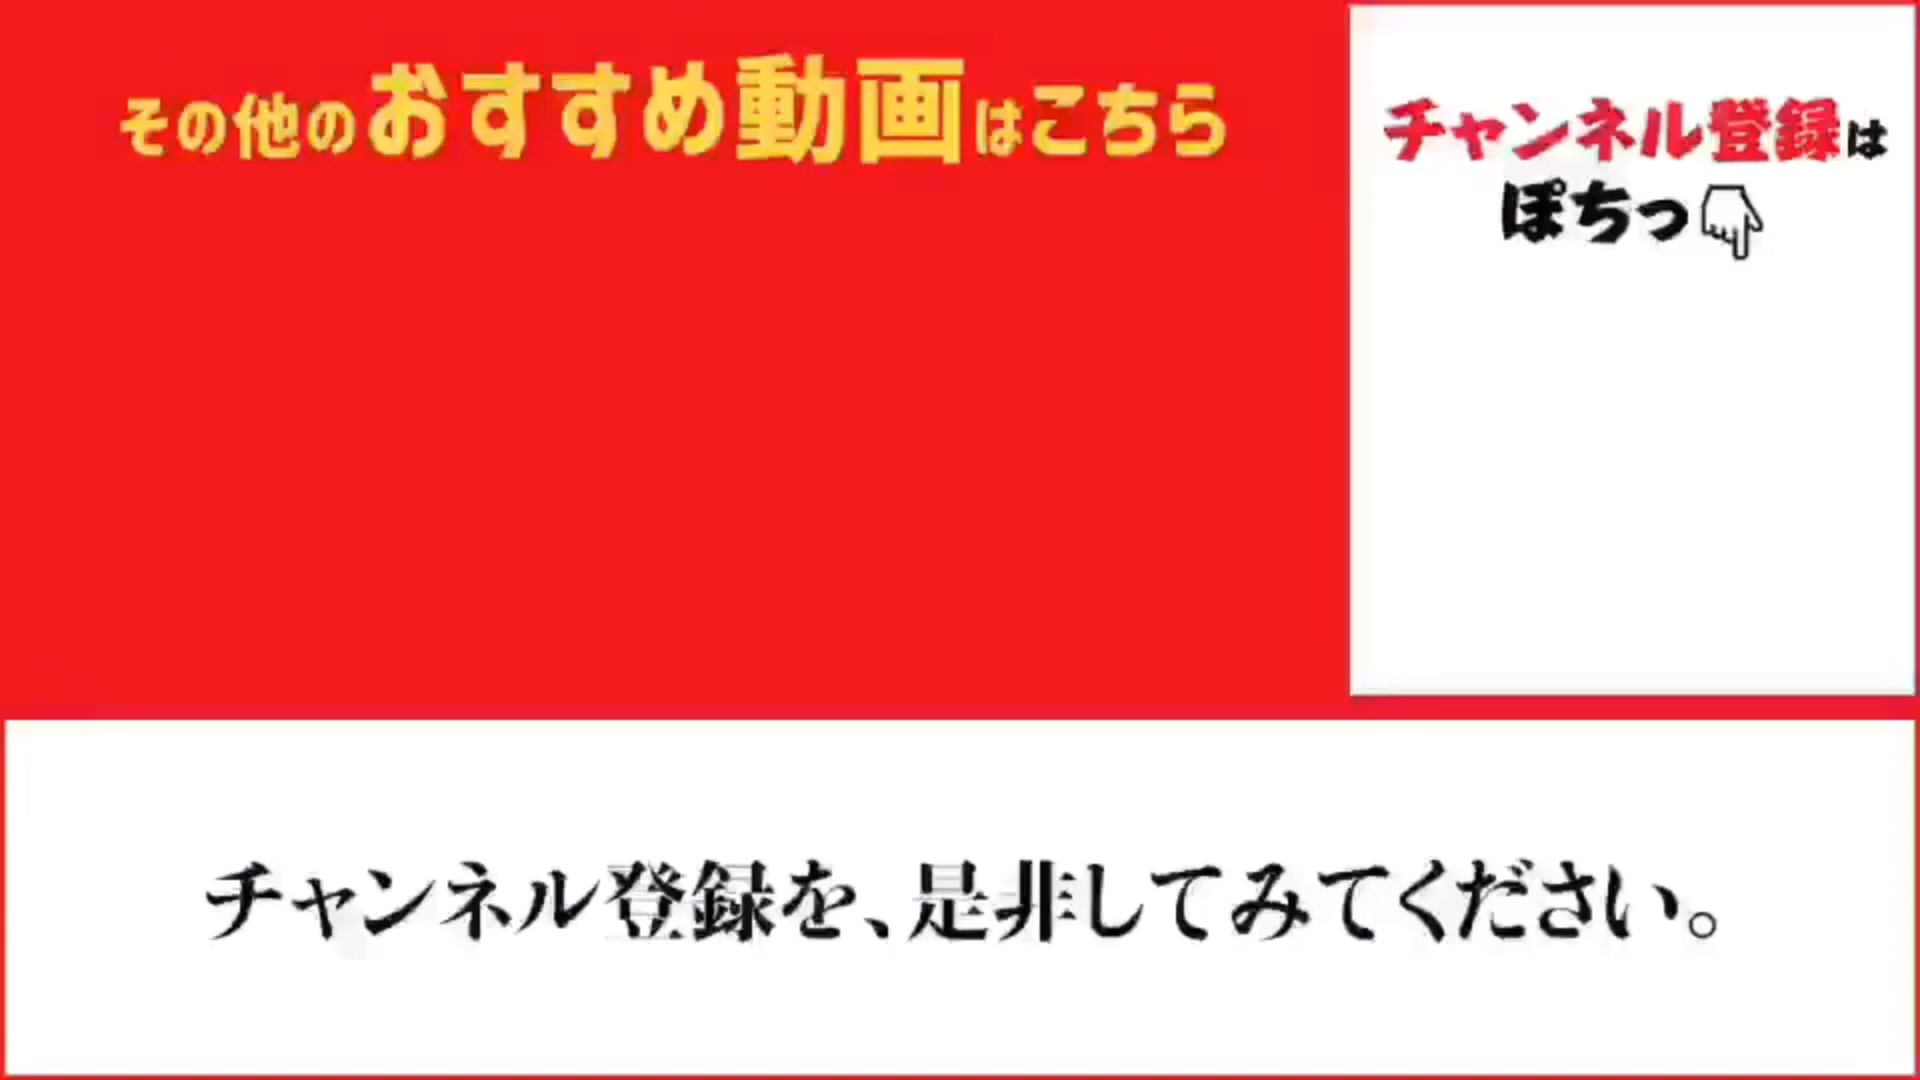 その他のおすすめ動画はこちら
チャンネル登録は
ぽちっ
チャンネル登録を、是非してみてください。